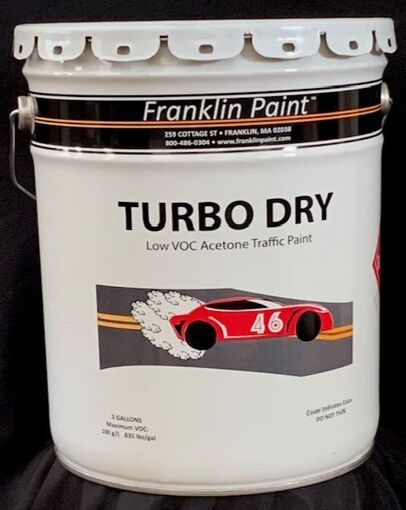 Franklin Paint™
259 COTTAGE ST • FRANKLIN, MA 02038
800-486-0304 • www.franklinpaint.com
TURBO DRY
Low VOC Acetone Traffic Paint
46
5 GALLONS
Maximum VOC:
100 g/L .835 lbs/gal
Cover Indicates Color
DO NOT THIN